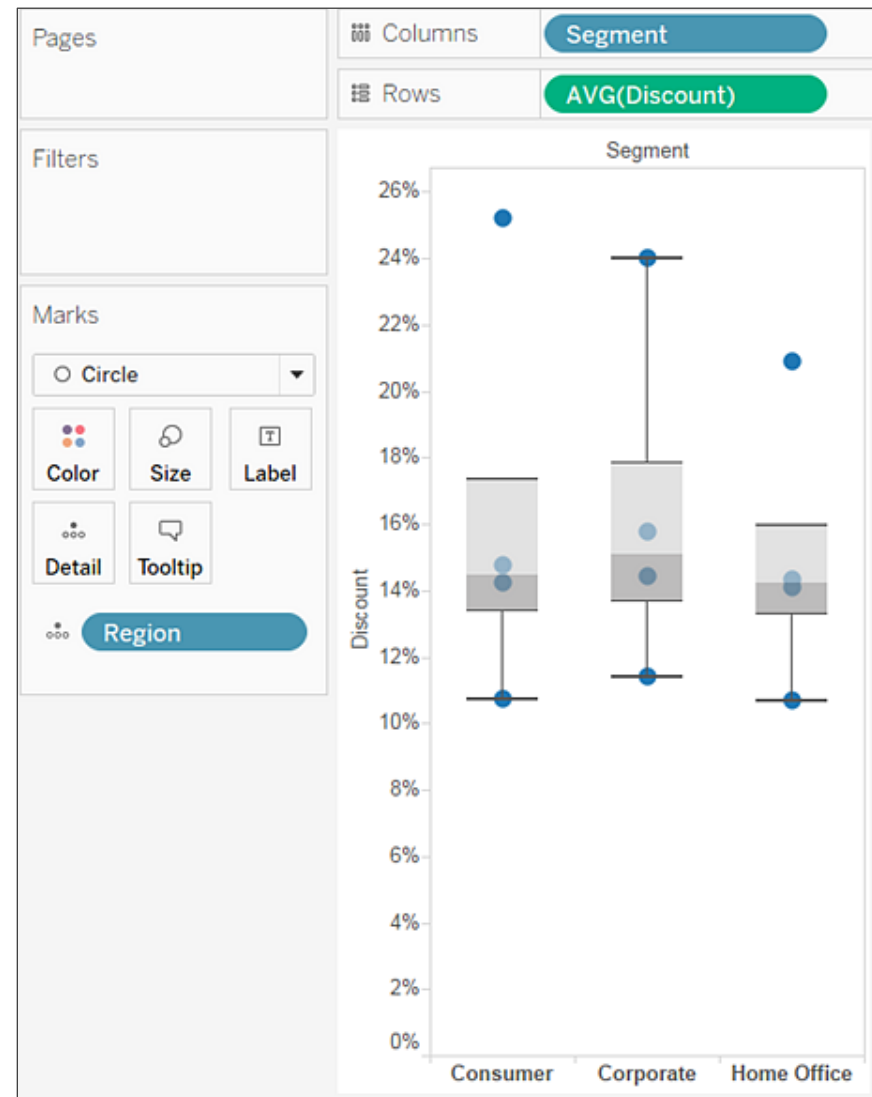 Pages
Columns
Segment
Rows
AVG(Discount)
Filters
Marks
Circle
Color
Size
T
Label
Detail
Tooltip
Region
Segment
26%
24%
22%
20%
18%
16%
14%
12%
10%
8%
6%
4%
2%
0%
Discount
Consumer
Corporate
Home Office